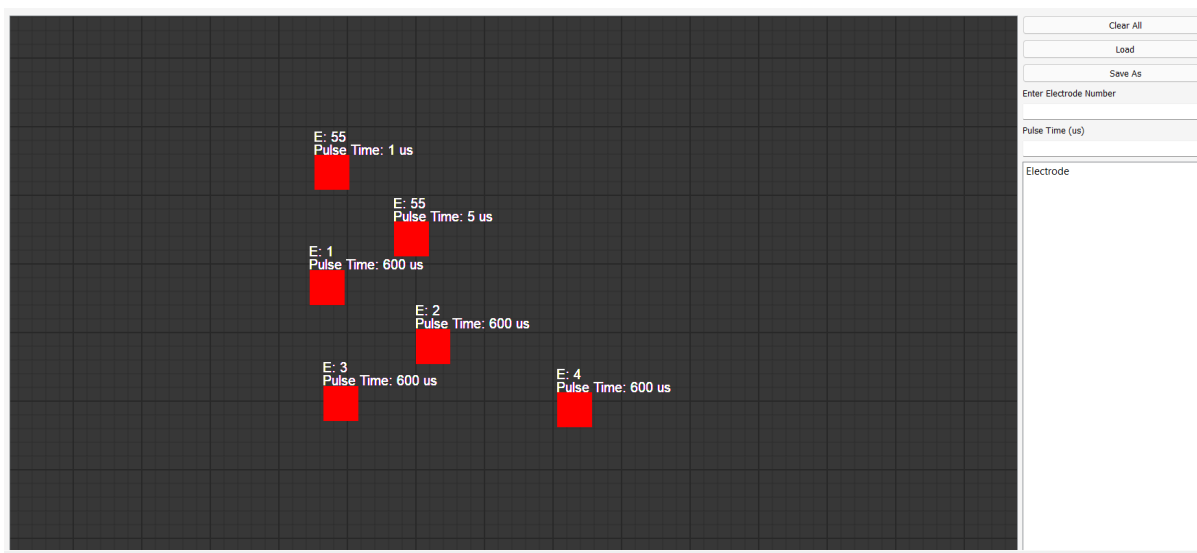 Clear All
Load
Save As
Enter Electrode Number
Pulse Time (us)
Electrode
E: 55
Pulse Time: 1 us
E: 55
Pulse Time: 5 us
E: 1
Pulse Time: 600 us
E: 2
Pulse Time: 600 us
E: 3
Pulse Time: 600 us
E: 4
Pulse Time: 600 us